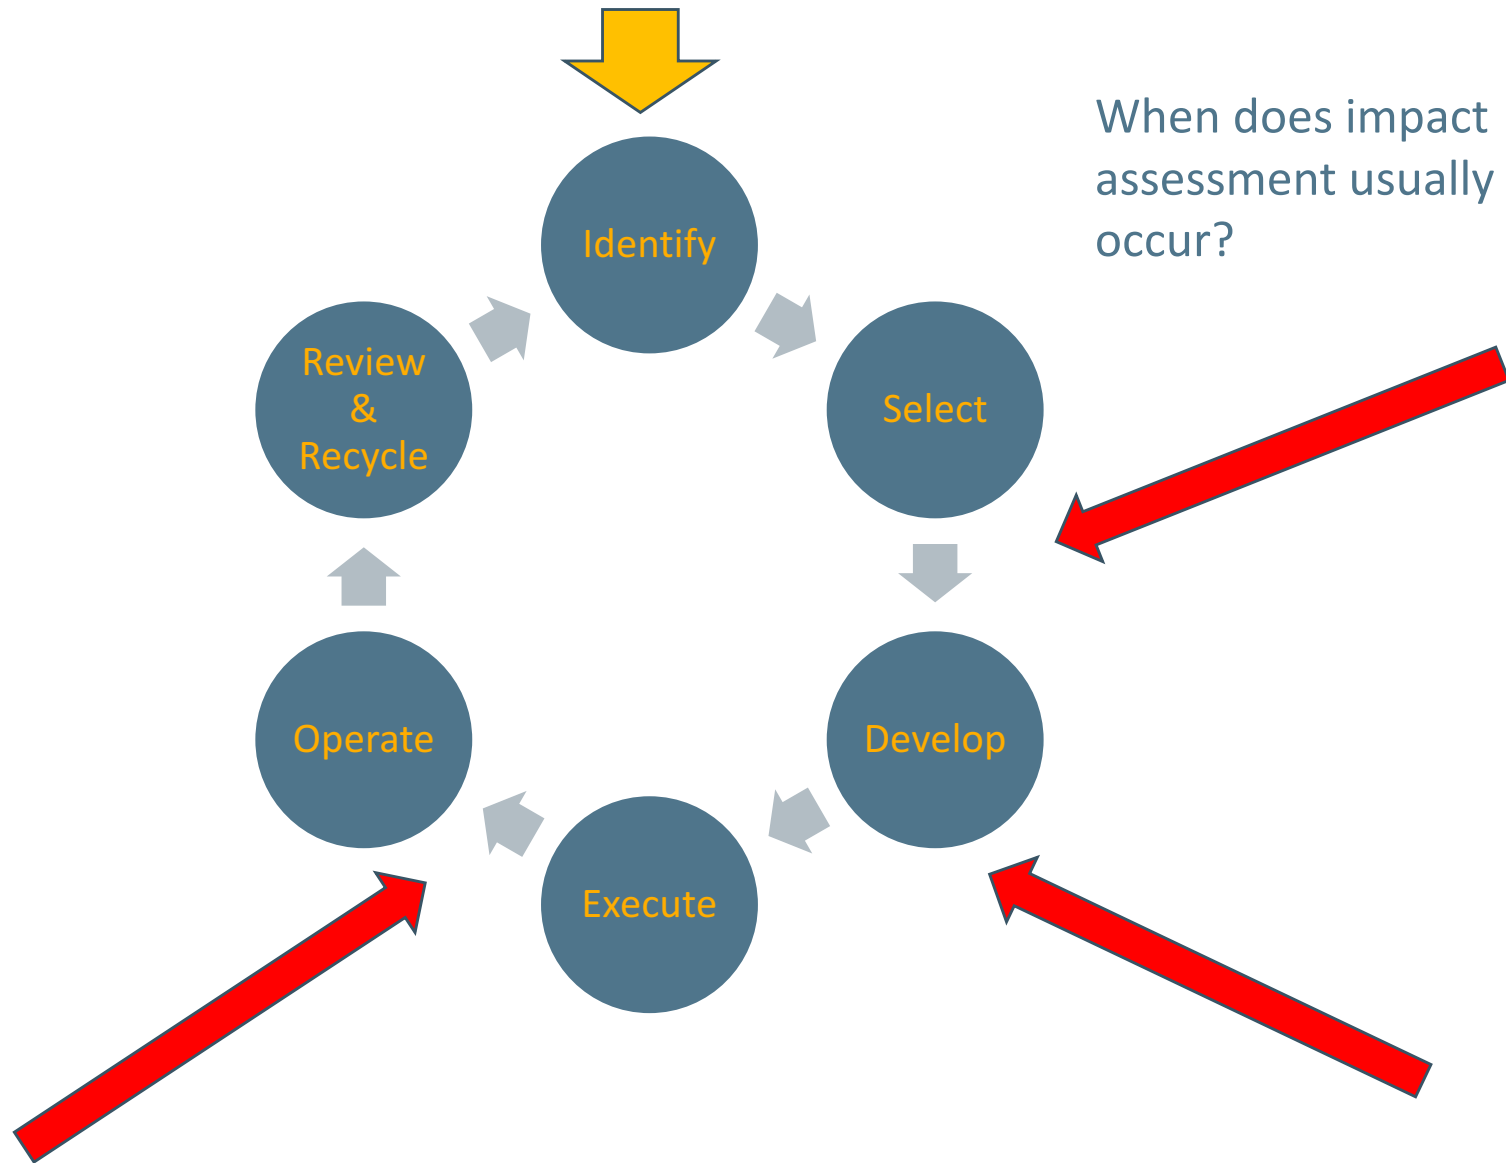 When does impact
assessment usually
occur?
Identify
Select
Develop
Execute
Operate
Review
&
Recycle